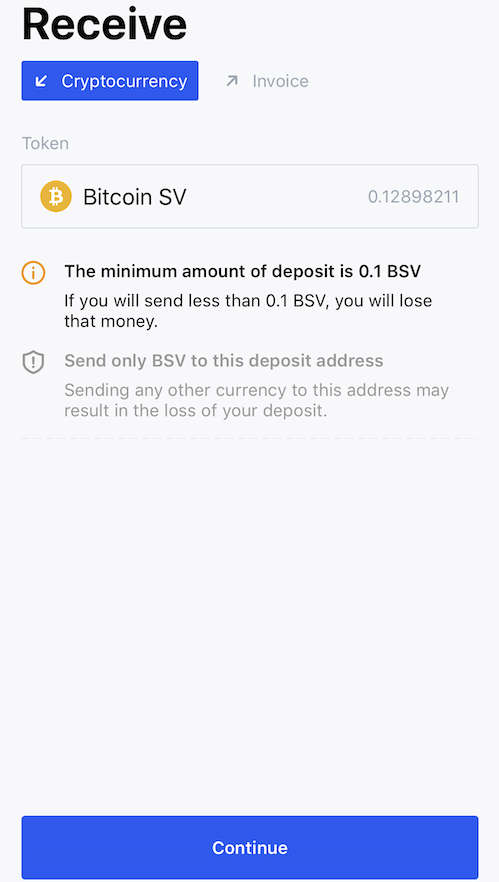 Receive
Cryptocurrency
Invoice
Token
Bitcoin SV
0.12898211
The minimum amount of deposit is 0.1 BSV
If you will send less than 0.1 BSV, you will lose
that money.
Send only BSV to this deposit address
Sending any other currency to this address may
result in the loss of your deposit.
Continue